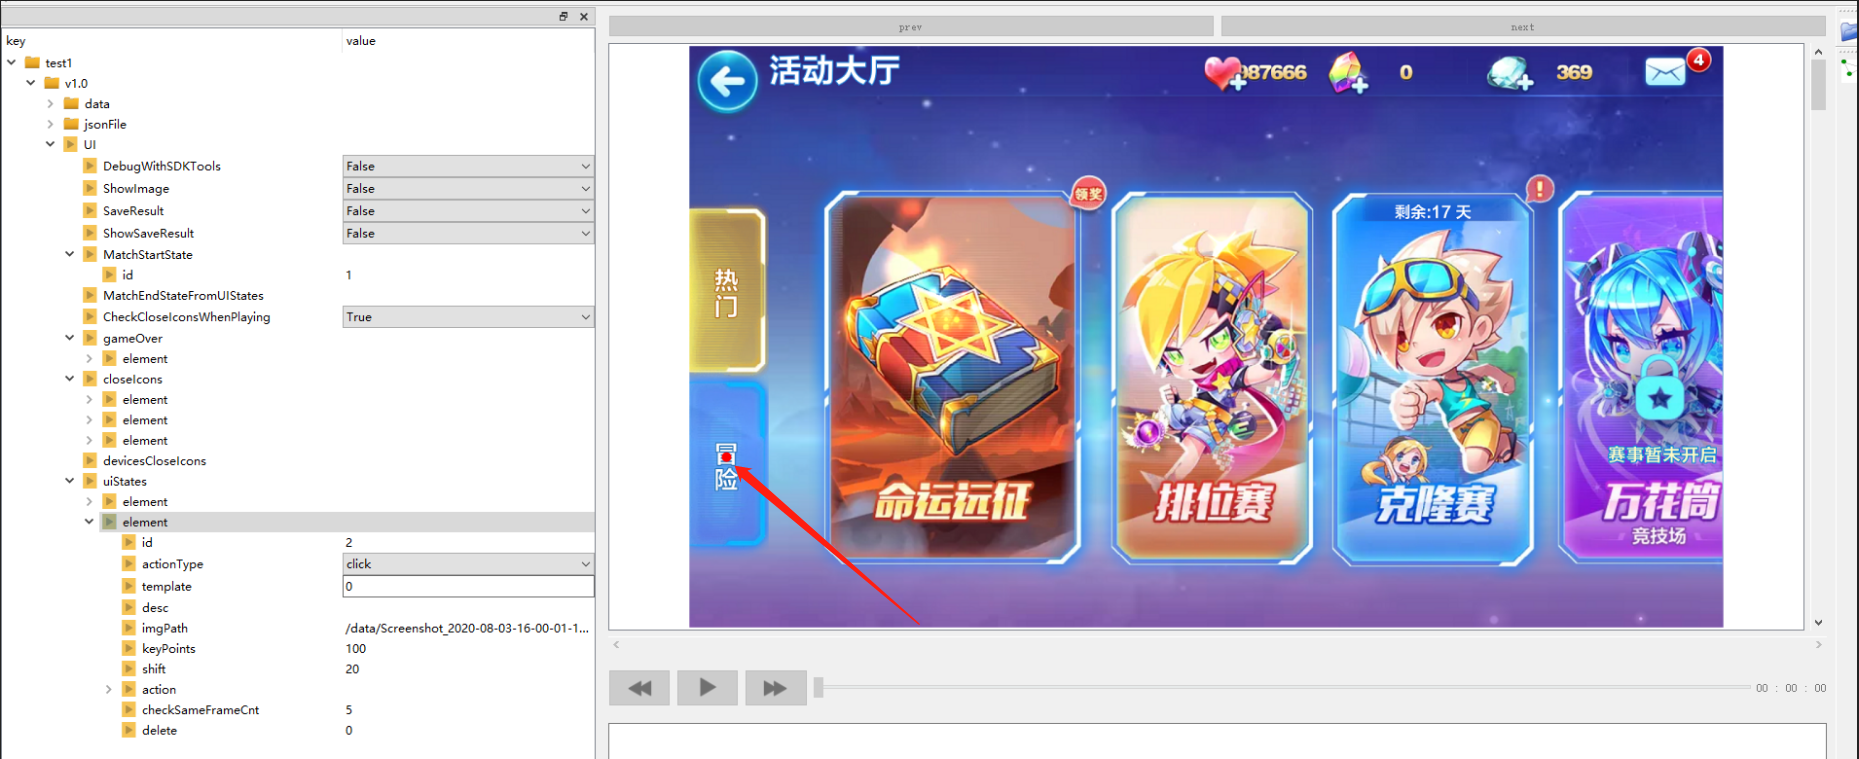 key value
test1
v1.0
data
jsonFile
UI
DebugWithSDKTools False
ShowImage False
SaveResult False
ShowSaveResult False
MatchStartState
id 1
MatchEndStateFromUIStates
CheckCloseIconsWhenPlaying True
gameOver
element
closeIcons
element
element
element
devicesCloseIcons
uiStates
element
element
id 2
actionType click
template 0
desc
imgPath /data/Screenshot_2020-08-03-16-00-01-1...
keyPoints 100
shift 20
action
checkSameFrameCnt 5
delete 0
prev next
活动大厅 987666 0 369 4
领奖 !
剩余:17 天
热门
冒险
命运远征
排位赛
克隆赛
赛事暂未开启
万花筒
竞技场
00 : 00 : 00